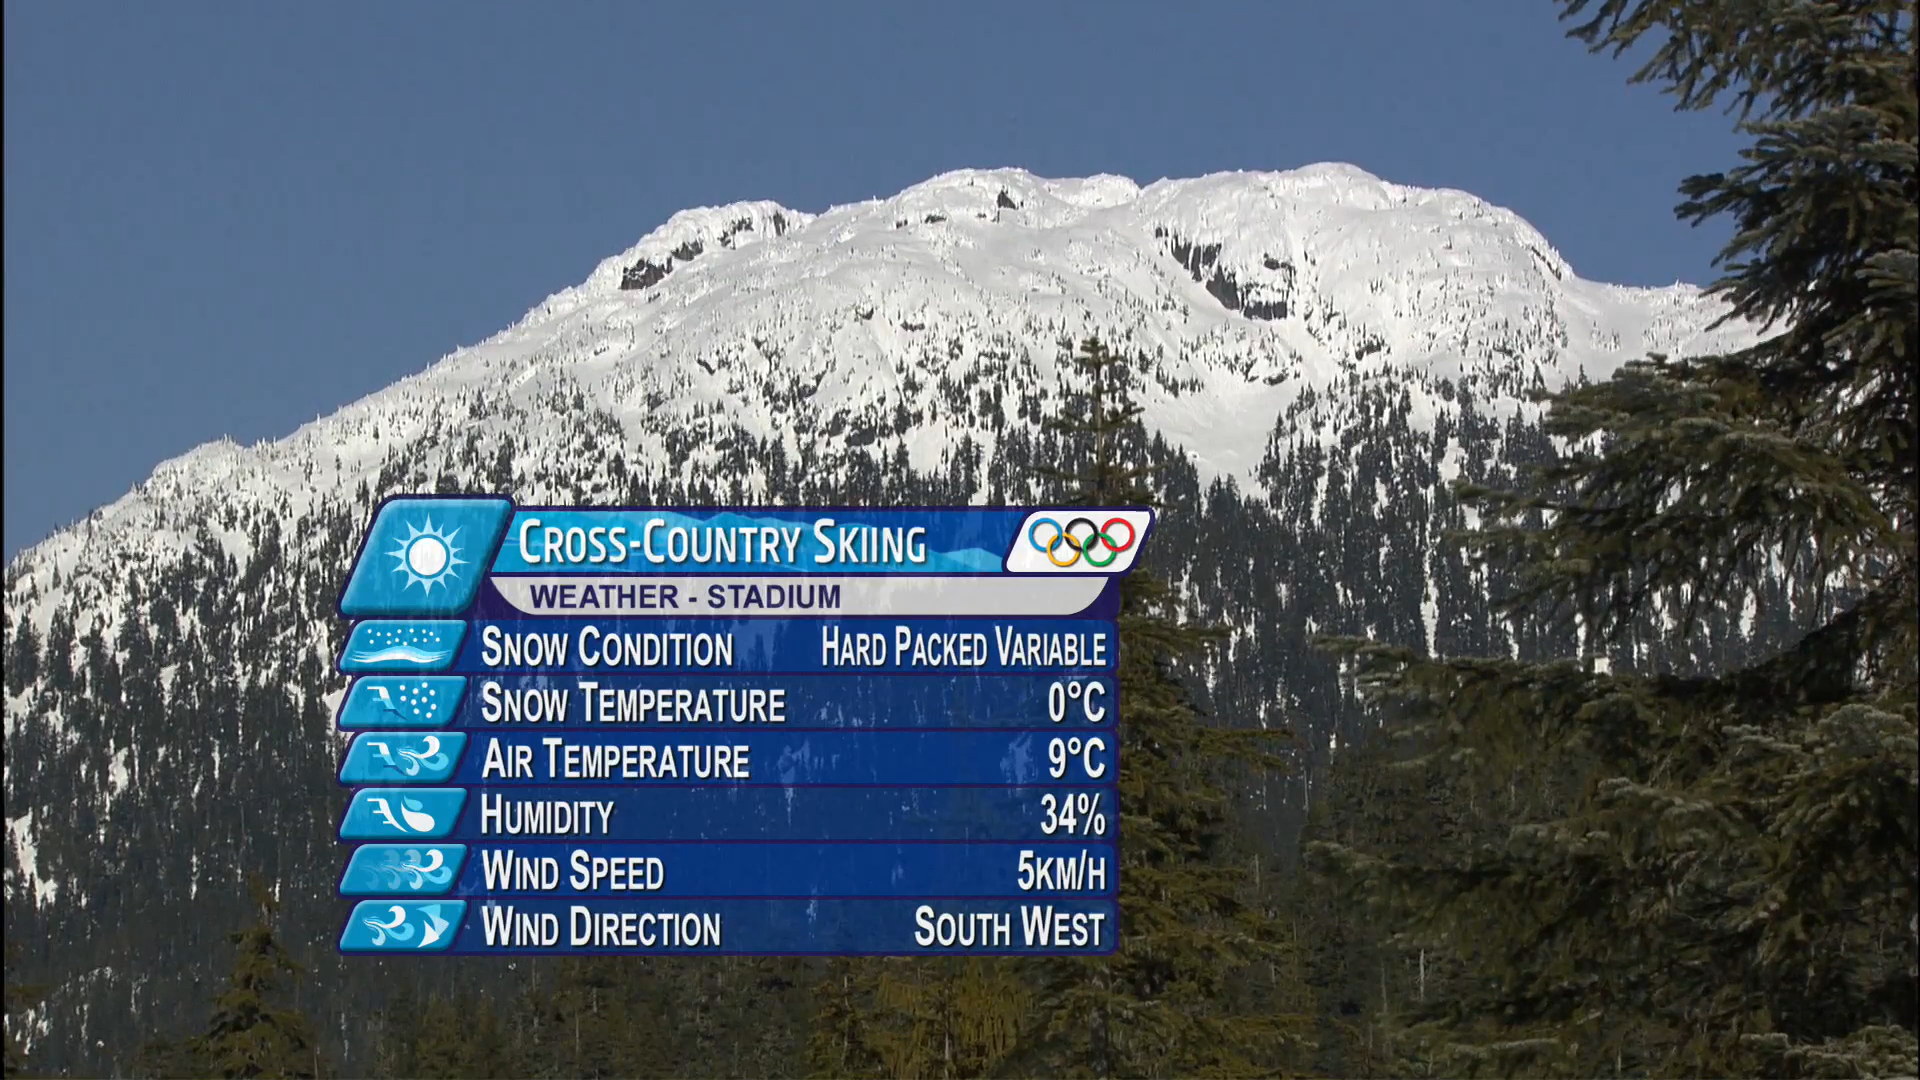 Cross-Country Skiing
WEATHER - STADIUM
Snow Condition Hard Packed Variable
Snow Temperature 0°C
Air Temperature 9°C
Humidity 34%
Wind Speed 5km/h
Wind Direction South West